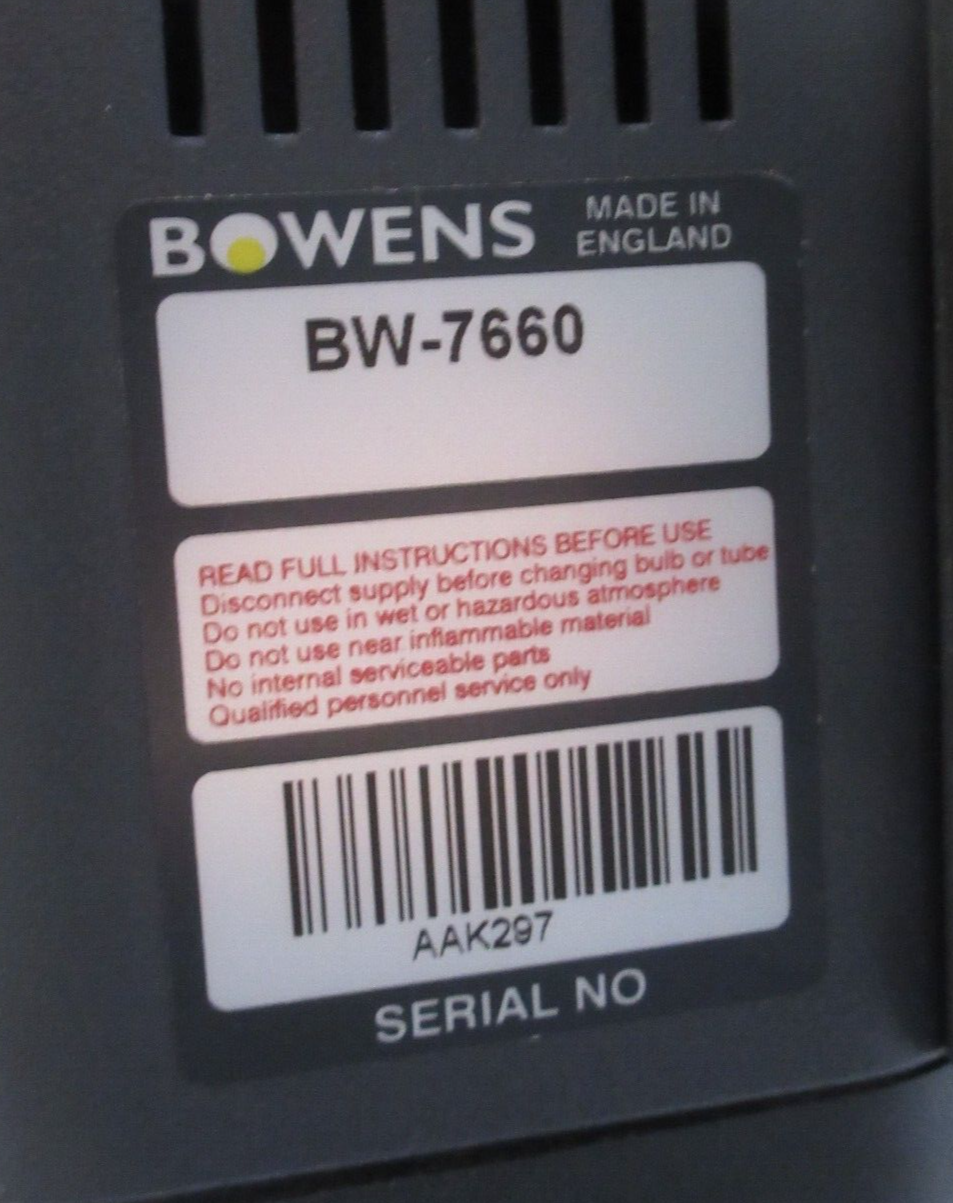 BOWENS
MADE IN
ENGLAND
BW-7660
READ FULL INSTRUCTIONS BEFORE USE
Disconnect supply before changing bulb or tube
Do not use in wet or hazardous atmosphere
Do not use near inflammable material
No internal serviceable parts
Qualified personnel service only
AAK297
SERIAL NO